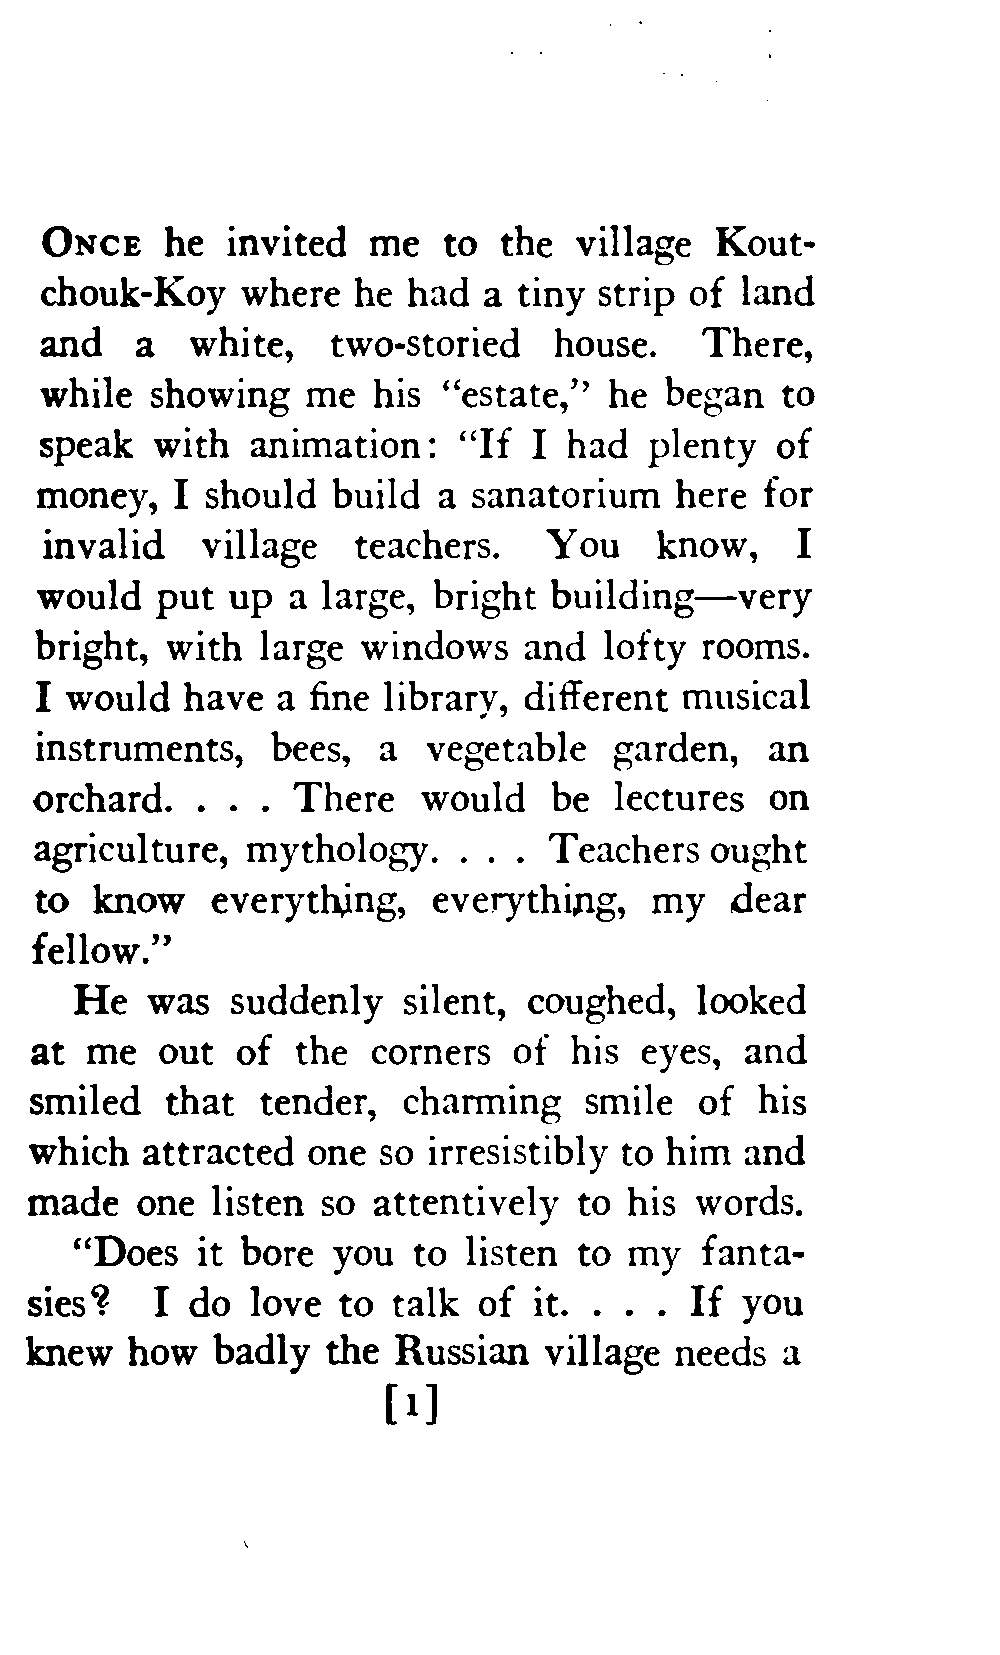 Once he invited me to the village Kout-
chouk-Koy where he had a tiny strip of land
and a white, two-storied house. There,
while showing me his “estate,” he began to
speak with animation: “If I had plenty of
money, I should build a sanatorium here for
invalid village teachers. You know, I
would put up a large, bright building—very
bright, with large windows and lofty rooms.
I would have a fine library, different musical
instruments, bees, a vegetable garden, an
orchard. . . . There would be lectures on
agriculture, mythology. . . . Teachers ought
to know everything, everything, my dear
fellow.”
He was suddenly silent, coughed, looked
at me out of the corners of his eyes, and
smiled that tender, charming smile of his
which attracted one so irresistibly to him and
made one listen so attentively to his words.
“Does it bore you to listen to my fanta-
sies? I do love to talk of it. . . . If you
knew how badly the Russian village needs a
[1]